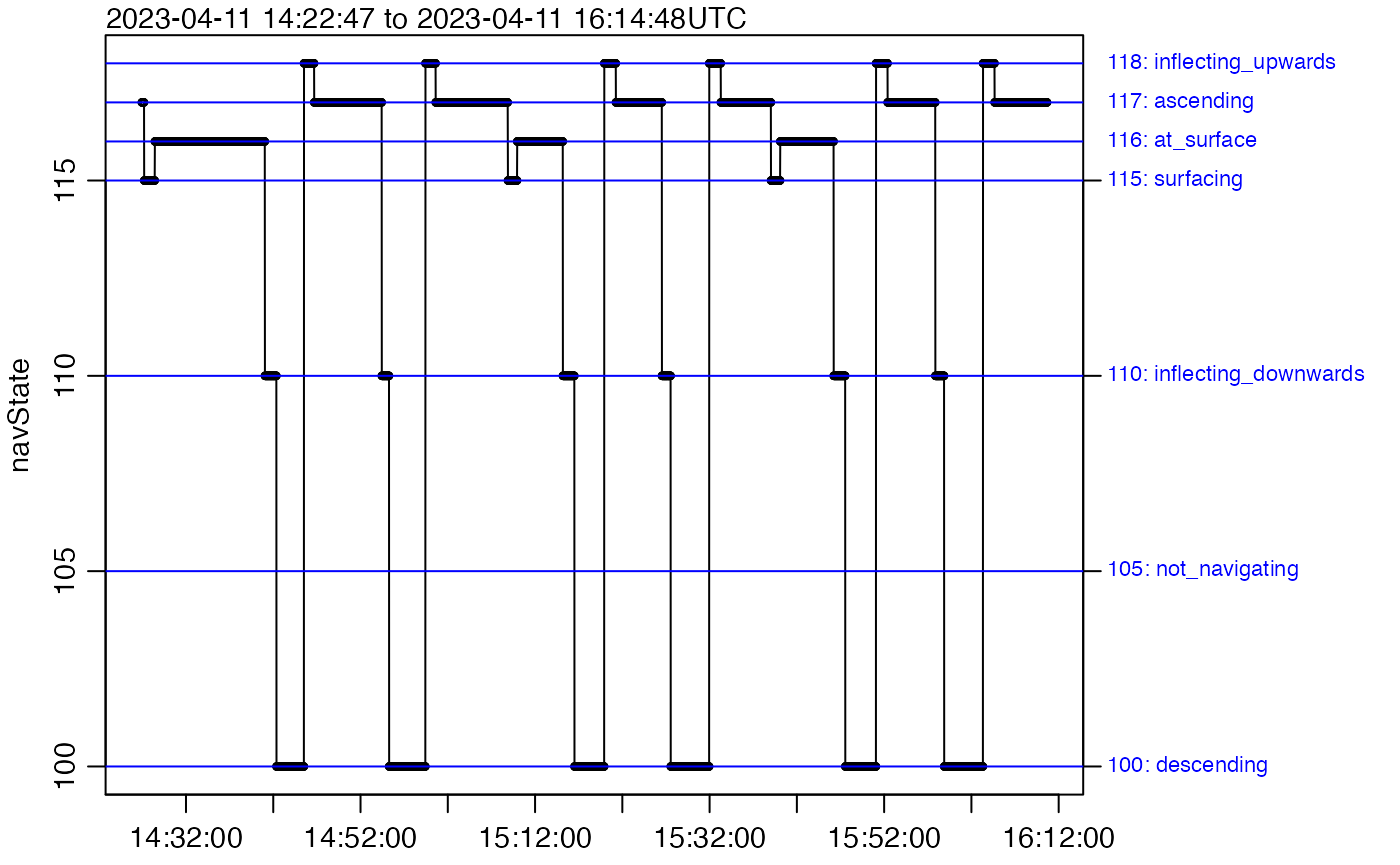 2023-04-11 14:22:47 to 2023-04-11 16:14:48UTC
118: inflecting_upwards
117: ascending
116: at_surface
115
115: surfacing
110
110: inflecting_downwards
navState
105
105: not_navigating
100
100: descending
14:32:00 14:52:00 15:12:00 15:32:00 15:52:00 16:12:00